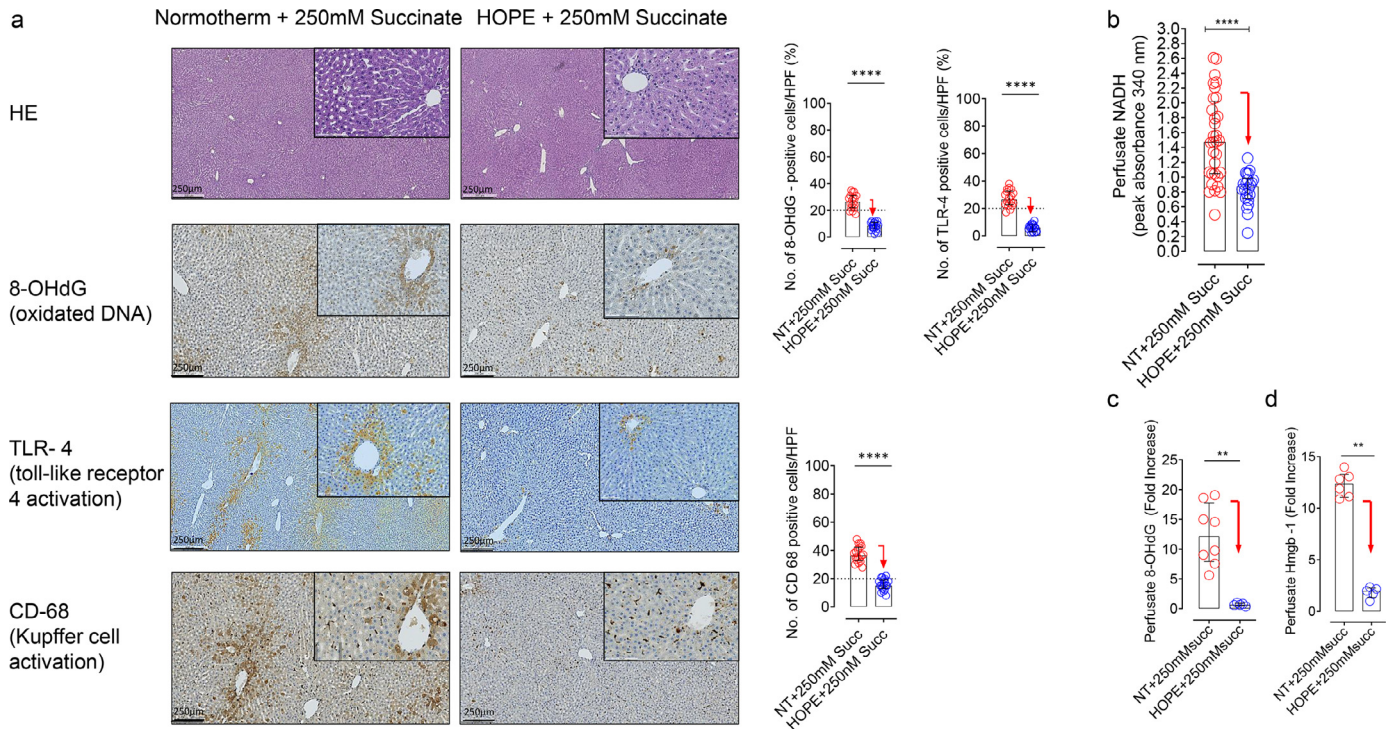 a
Normotherm + 250mM Succinate
HOPE + 250mM Succinate
HE
250µm
250µm
8-OHdG
(oxidated DNA)
250µm
250µm
TLR- 4
(toll-like receptor
4 activation)
250µm
250µm
CD-68
(Kupffer cell
activation)
250µm
250µm
No. of 8-OHdG - positive cells/HPF (%)
100
80
60
40
20
0
****
NT+250mM Succ
HOPE+250nM Succ
No. of TLR-4 positive cells/HPF (%)
100
80
60
40
20
0
****
NT+250mM Succ
HOPE+250nM Succ
No. of CD 68 positive cells/HPF
100
80
60
40
20
0
****
NT+250mM Succ
HOPE+250nM Succ
b
Perfusate NADH
(peak absorbance 340 nm)
3.0
2.8
2.6
2.4
2.2
2.0
1.8
1.6
1.4
1.2
1.0
0.8
0.6
0.4
0.2
0.0
****
NT+250mM Succ
HOPE+250mM Succ
c
Perfusate 8-OHdG (Fold Increase)
25
20
15
10
5
0
**
NT+250mMsucc
HOPE+250mMsucc
d
Perfusate Hmgb -1 (Fold Increase)
15
10
5
0
**
NT+250mMsucc
HOPE+250mMsucc